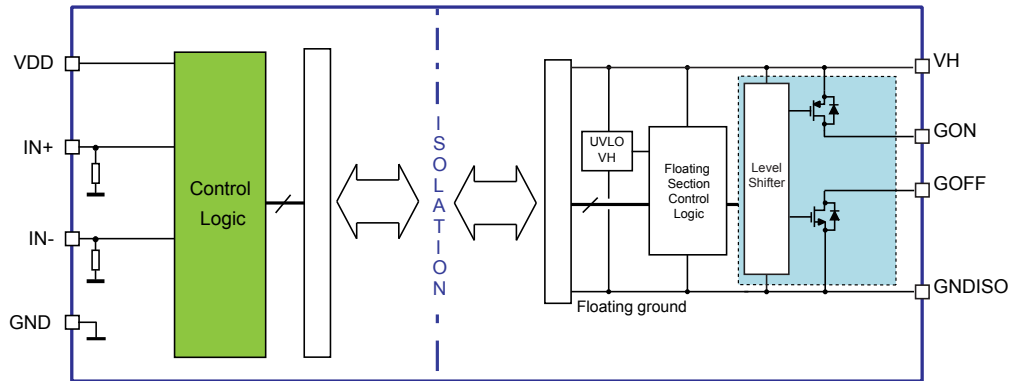 VDD
IN+
IN-
GND
Control
Logic
ISOLATION
UVLO
VH
Floating
Section
Control
Logic
Level
Shifter
Floating ground
VH
GON
GOFF
GNDISO